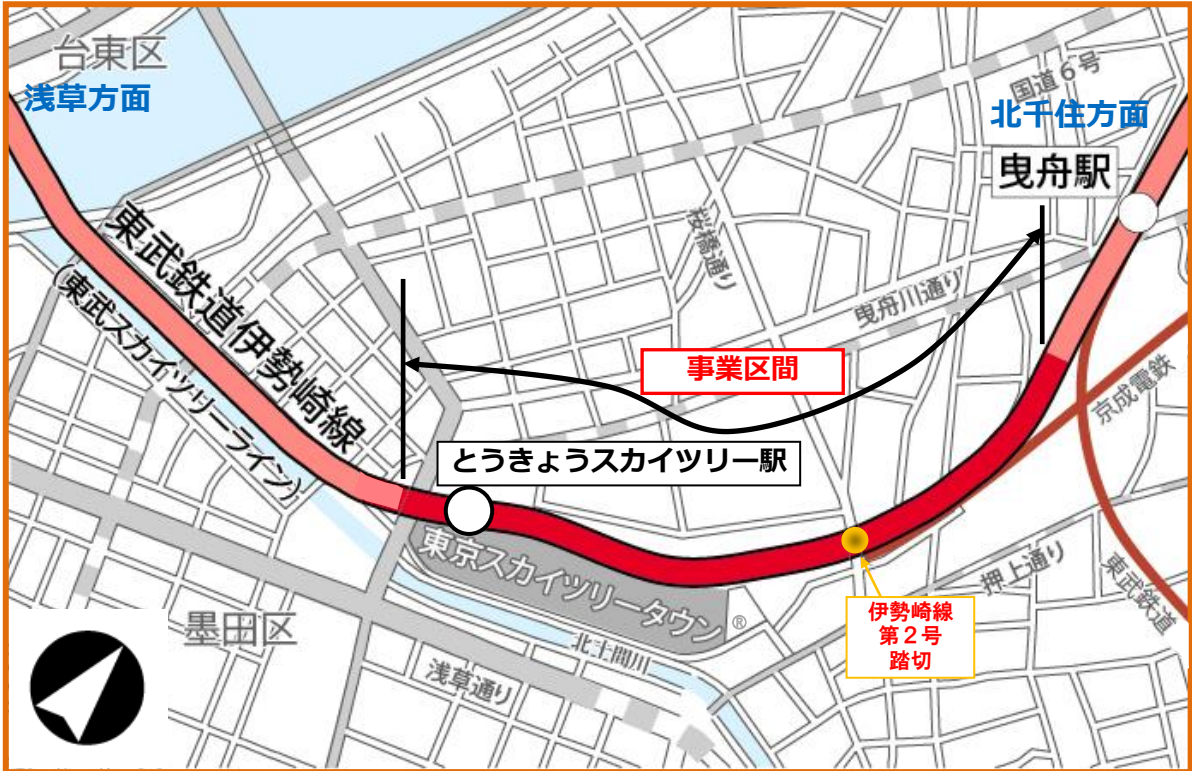 台東区
浅草方面
国道6号
北千住方面
曳舟駅
桜橋通り
東武鉄道伊勢崎線
(東武スカイツリーライン)
曳舟川通り
事業区間
京成電鉄
とうきょうスカイツリー駅
東京スカイツリータウン®
押上通り
東武鉄道
伊勢崎線
第2号
踏切
墨田区
北十間川
浅草通り